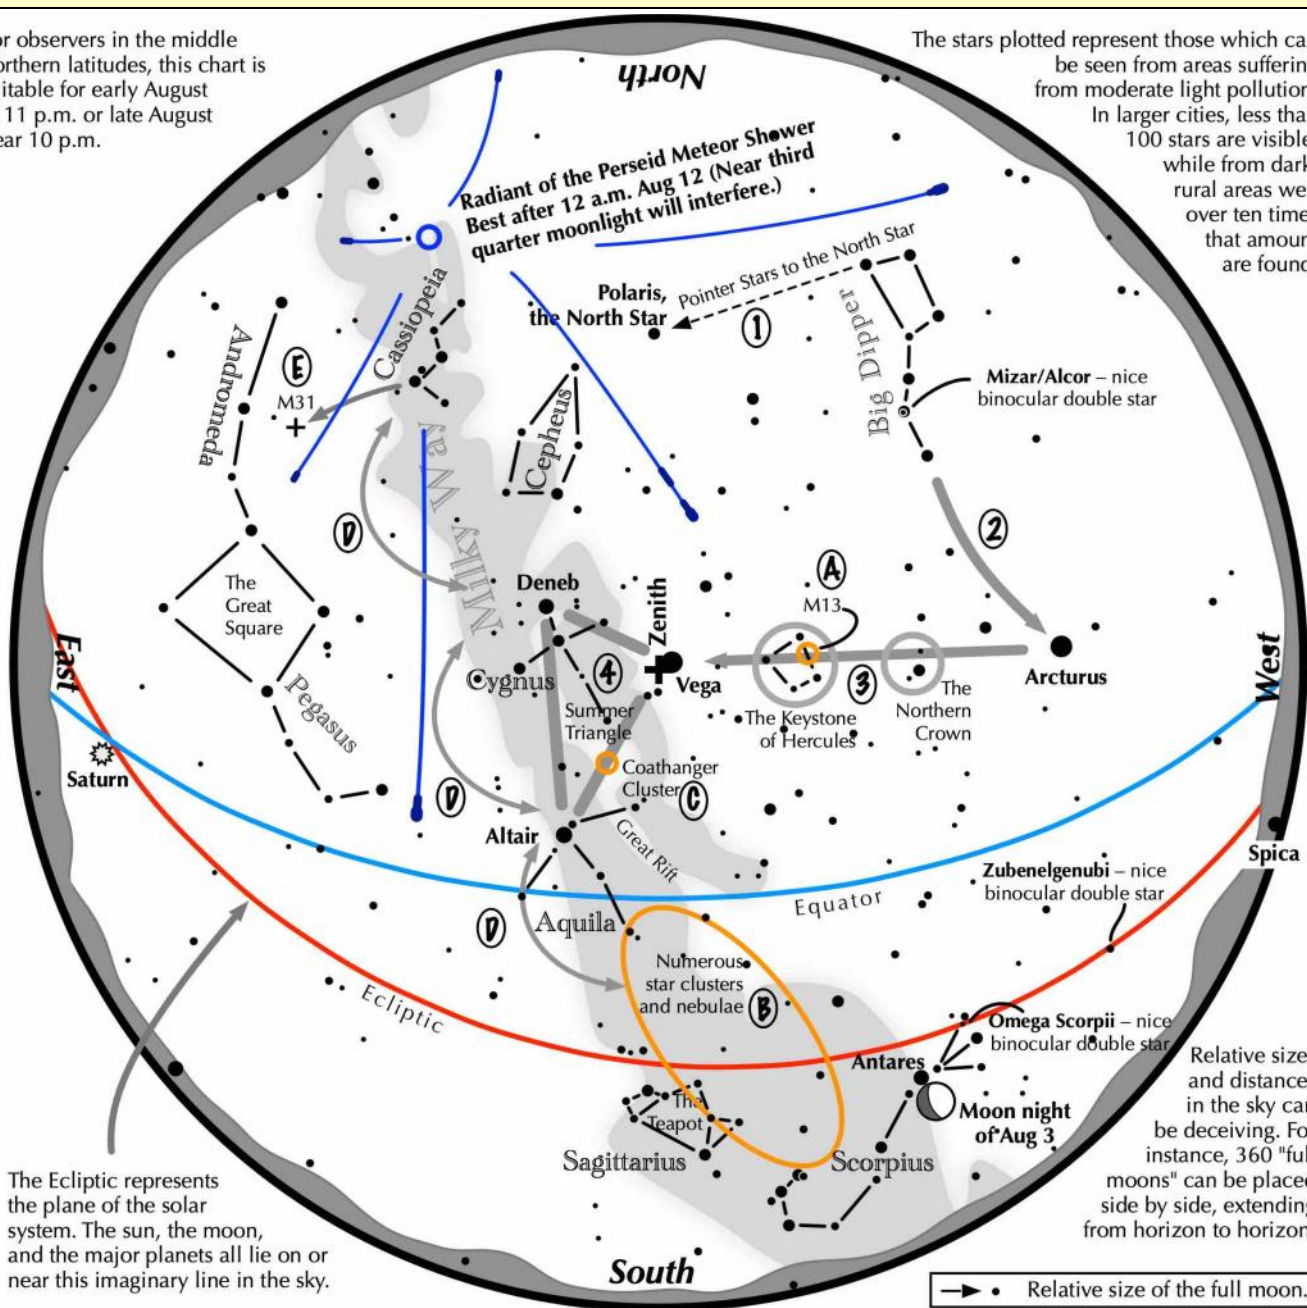 or observers in the middle
orthern latitudes, this chart is
itable for early August
11 p.m. or late August
ear 10 p.m.
North
The stars plotted represent those which ca
be seen from areas sufferin
from moderate light pollution
In larger cities, less tha
100 stars are visible
while from dark
rural areas we
over ten time
that amoun
are found
Radiant of the Perseid Meteor Shower
Best after 12 a.m. Aug 12 (Near third
quarter moonlight will interfere.)
Polaris,
the North Star
Pointer Stars to the North Star
1
Cassiopeia
Andromeda
E
M31
Cepheus
Big Dipper
Mizar/Alcor – nice
binocular double star
Milky Way
D
2
A
M13
Deneb
Zenith
The
Great
Square
East
West
Cygnus
4
Vega
3
Arcturus
Pegasus
Summer
Triangle
The Keystone
of Hercules
The
Northern
Crown
Saturn
Coathanger
Cluster
C
D
Altair
Great Rift
Spica
Zubenelgenubi – nice
binocular double star
Equator
Aquila
D
Numerous
star clusters
and nebulae
B
Ecliptic
Omega Scorpii – nice
binocular double star
Antares
Moon night
of Aug 3
The
Teapot
Sagittarius
Scorpius
Relative size
and distance
in the sky can
be deceiving. Fo
instance, 360 "ful
moons" can be placed
side by side, extending
from horizon to horizon
The Ecliptic represents
the plane of the solar
system. The sun, the moon,
and the major planets all lie on or
near this imaginary line in the sky.
South
Relative size of the full moon.